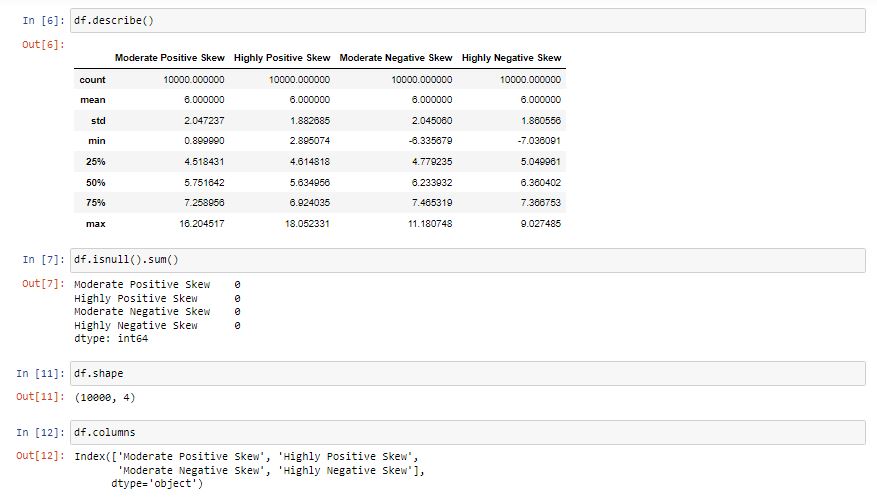 In [6]: df.describe()
Out[6]:
Moderate Positive Skew Highly Positive Skew Moderate Negative Skew Highly Negative Skew
count 10000.000000 10000.000000 10000.000000 10000.000000
mean 6.000000 6.000000 6.000000 6.000000
std 2.047237 1.882685 2.045060 1.860556
min 0.899990 2.895074 -6.335679 -7.036091
25% 4.518431 4.614818 4.779235 5.049961
50% 5.751642 5.634956 6.233932 6.360402
75% 7.258956 6.924035 7.465319 7.366753
max 16.204517 18.052331 11.180748 9.027485
In [7]: df.isnull().sum()
Out[7]: Moderate Positive Skew 0
Highly Positive Skew 0
Moderate Negative Skew 0
Highly Negative Skew 0
dtype: int64
In [11]: df.shape
Out[11]: (10000, 4)
In [12]: df.columns
Out[12]: Index(['Moderate Positive Skew', 'Highly Positive Skew',
'Moderate Negative Skew', 'Highly Negative Skew'],
dtype='object')